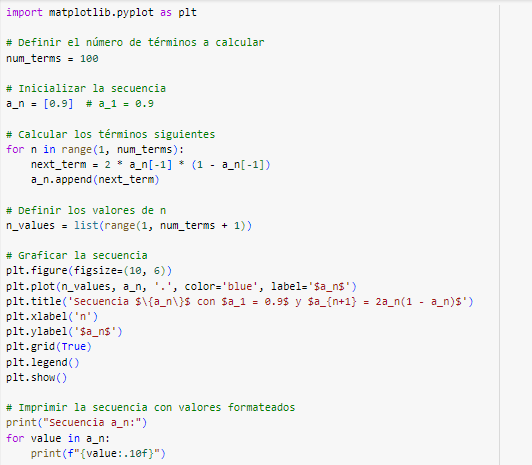 import matplotlib.pyplot as plt
# Definir el número de términos a calcular
num_terms = 100
# Inicializar la secuencia
a_n = [0.9]  # a_1 = 0.9
# Calcular los términos siguientes
for n in range(1, num_terms):
    next_term = 2 * a_n[-1] * (1 - a_n[-1])
    a_n.append(next_term)
# Definir los valores de n
n_values = list(range(1, num_terms + 1))
# Graficar la secuencia
plt.figure(figsize=(10, 6))
plt.plot(n_values, a_n, '.', color='blue', label='$a_n$')
plt.title('Secuencia $\{a_n\}$ con $a_1 = 0.9$ y $a_{n+1} = 2a_n(1 - a_n)$')
plt.xlabel('n')
plt.ylabel('$a_n$')
plt.grid(True)
plt.legend()
plt.show()
# Imprimir la secuencia con valores formateados
print("Secuencia a_n:")
for value in a_n:
    print(f"{value:.10f}")